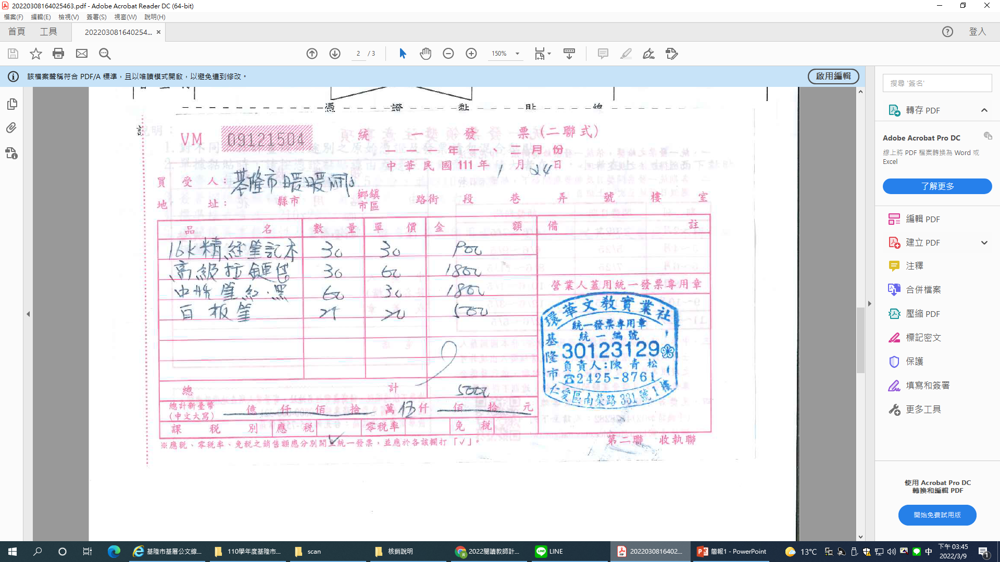 20220308164025463.pdf - Adobe Acrobat Reader DC (64-bit)
檔案(F) 編輯(E) 檢視(V) 簽署(S) 視窗(W) 說明(H)
首頁 工具 202203081640254... × 登入
2 / 3 150%
該檔案聲稱符合 PDF/A 標準，且以唯讀模式開啟，以避免遭到修改。 啟用編輯
憑 證 黏 貼 線
VM 09121504 統 一 發 票(二聯式)
一 一 一 年 一 、 二 月 份
中 華 民 國 111 年 1 月 24 日
買 受 人：基隆市暖暖
地 址： 縣市 鄉鎮市區 路街 段 巷 弄 號 樓 室
品 名 數 量 單 價 金 額 備 註
16K精緻筆記本 30 30 900
高級拉鏈袋 30 60 1800
中性筆紅.黑 60 30 1800
白板筆 25 20 500
營業人蓋用統一發票專用章
環華文教實業社
統一發票專用章
統一編號
30123129
負責人:陳青松
☎2425-8761
基隆市
仁愛區南榮路331號1樓
總 計 5000
總計新臺幣(中文大寫) 億 仟 佰 拾 萬 伍仟 佰 拾 元
課 稅 別 應 稅 ✓ 零稅率 免 稅
※應稅、零稅率、免稅之銷售額應分別開立統一發票，並應於各該欄打「✓」。
第二聯 收執聯
搜尋 '簽名'
轉存 PDF
Adobe Acrobat Pro DC
線上將 PDF 檔案轉換為 Word 或
Excel
了解更多
編輯 PDF
建立 PDF
注釋
合併檔案
壓縮 PDF
標記密文
保護
填寫和簽署
更多工具
使用 Acrobat Pro DC
轉換和編輯 PDF
開始免費試用版
基隆市基層公文線... 110學年度基隆市... scan 核銷說明 2022閱讀教師計... LINE 2022030816402... 簡報1 - PowerPoint 13°C 中 下午 03:45
2022/3/9 1